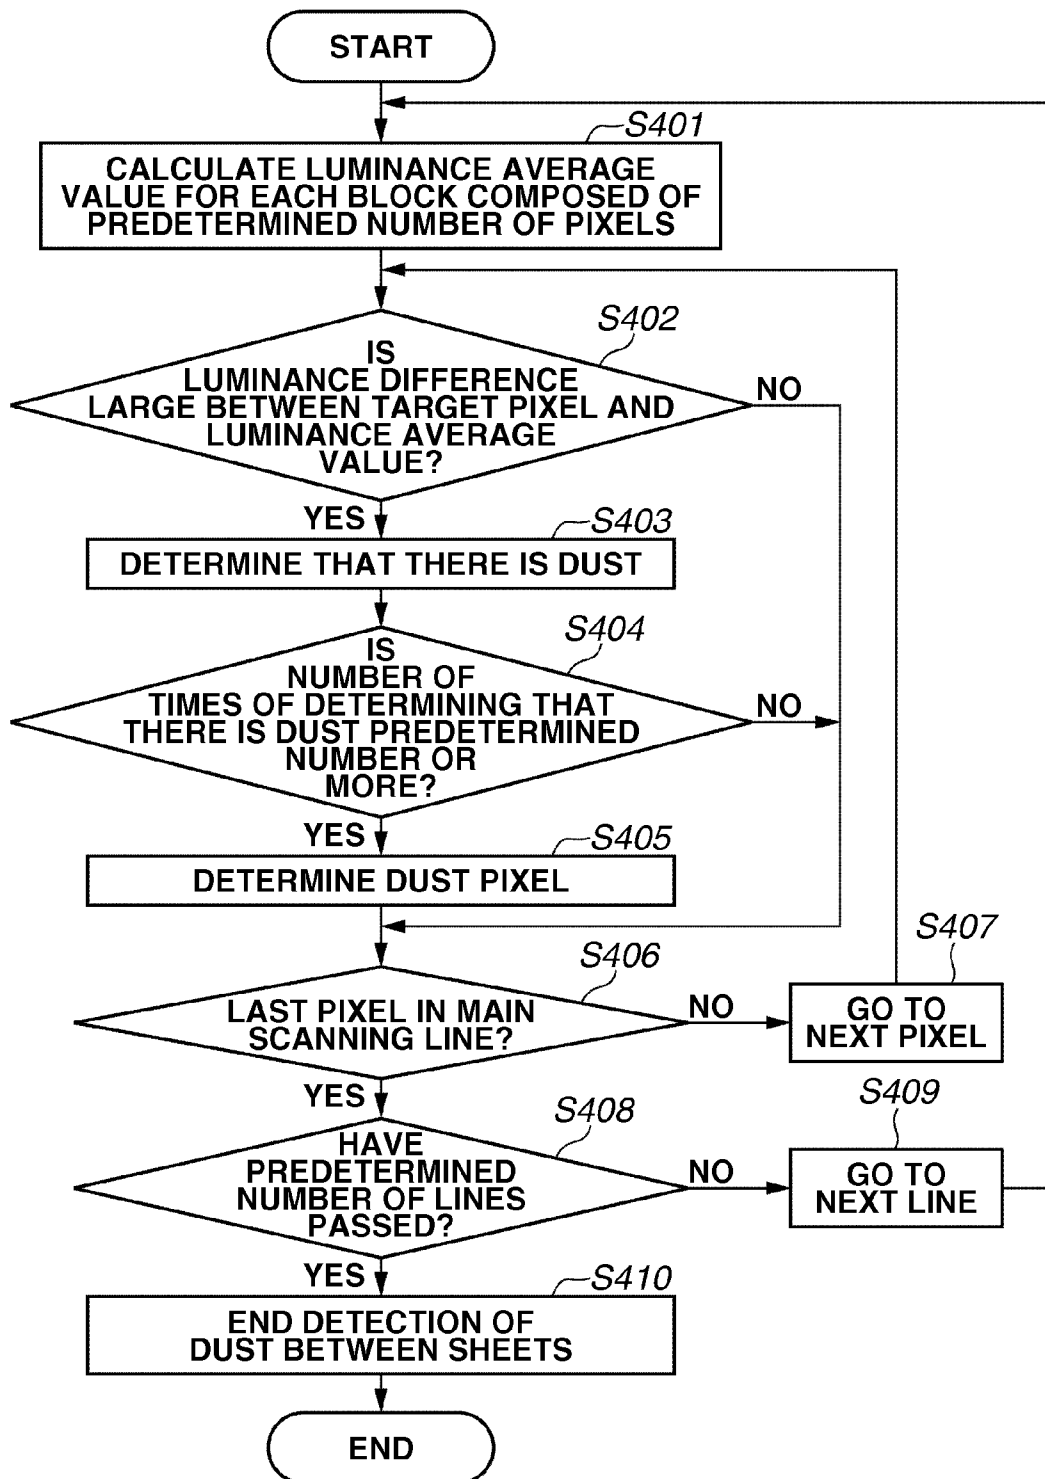 START
S401
CALCULATE LUMINANCE AVERAGE
VALUE FOR EACH BLOCK COMPOSED OF
PREDETERMINED NUMBER OF PIXELS
S402
IS
LUMINANCE DIFFERENCE
LARGE BETWEEN TARGET PIXEL AND
LUMINANCE AVERAGE
VALUE?
NO
YES
S403
DETERMINE THAT THERE IS DUST
S404
IS
NUMBER OF
TIMES OF DETERMINING THAT
THERE IS DUST PREDETERMINED
NUMBER OR
MORE?
NO
YES
S405
DETERMINE DUST PIXEL
S406
LAST PIXEL IN MAIN
SCANNING LINE?
NO
S407
GO TO
NEXT PIXEL
YES
S408
HAVE
PREDETERMINED
NUMBER OF LINES
PASSED?
NO
S409
GO TO
NEXT LINE
YES
S410
END DETECTION OF
DUST BETWEEN SHEETS
END